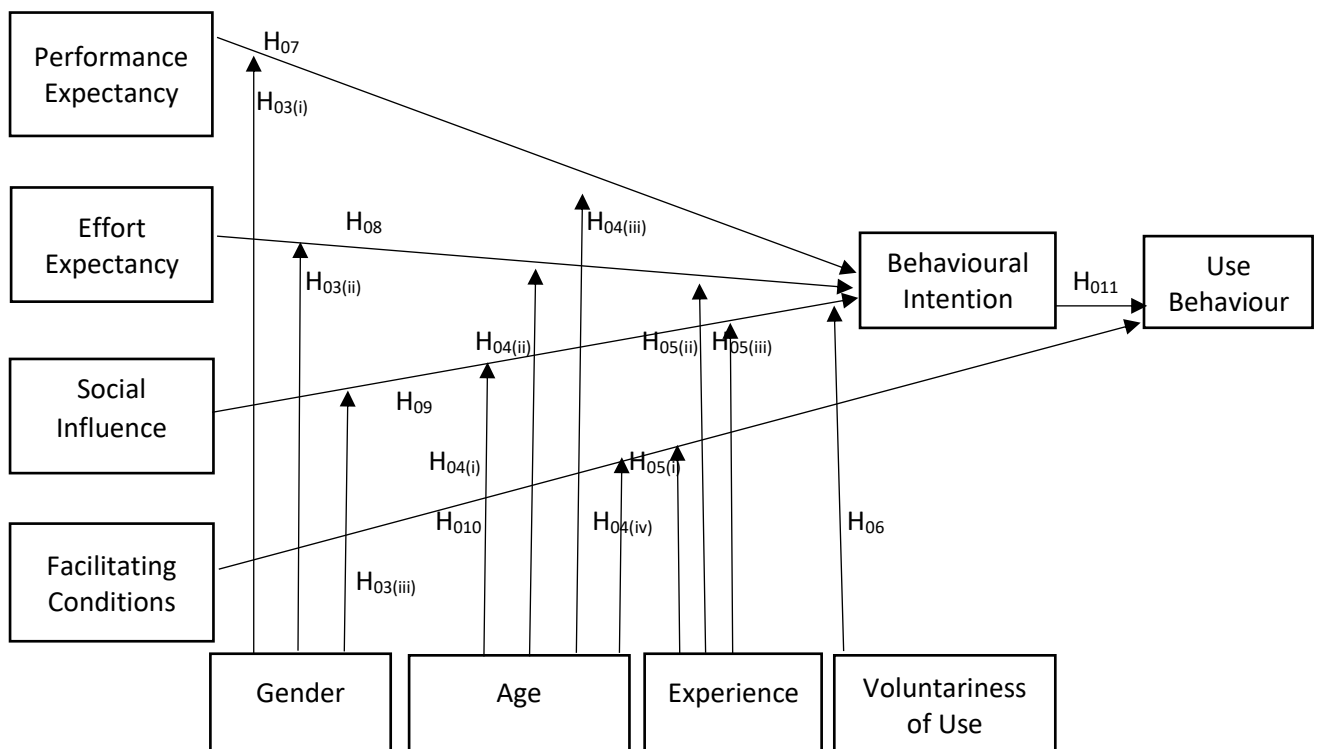 H07
Performance
Expectancy
H03(i)
Effort
Expectancy
H08
H04(iii)
H03(ii)
Behavioural
Intention
H011
Use
Behaviour
H04(ii)
H05(ii)
H05(iii)
Social
Influence
H09
H04(i)
H05(i)
H010
H04(iv)
H06
Facilitating
Conditions
H03(iii)
Gender
Age
Experience
Voluntariness
of Use